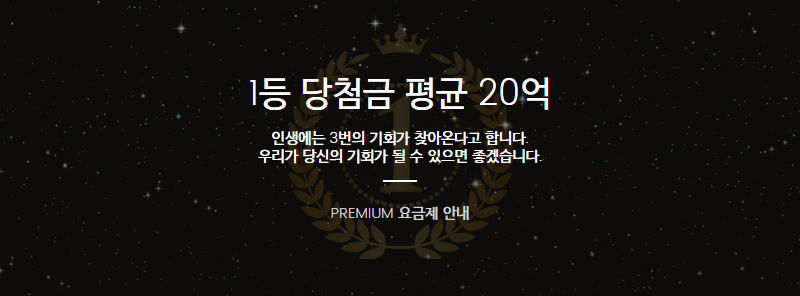 1등 당첨금 평균 20억
인생에는 3번의 기회가 찾아온다고 합니다.
우리가 당신의 기회가 될 수 있으면 좋겠습니다.
PREMIUM 요금제 안내
1